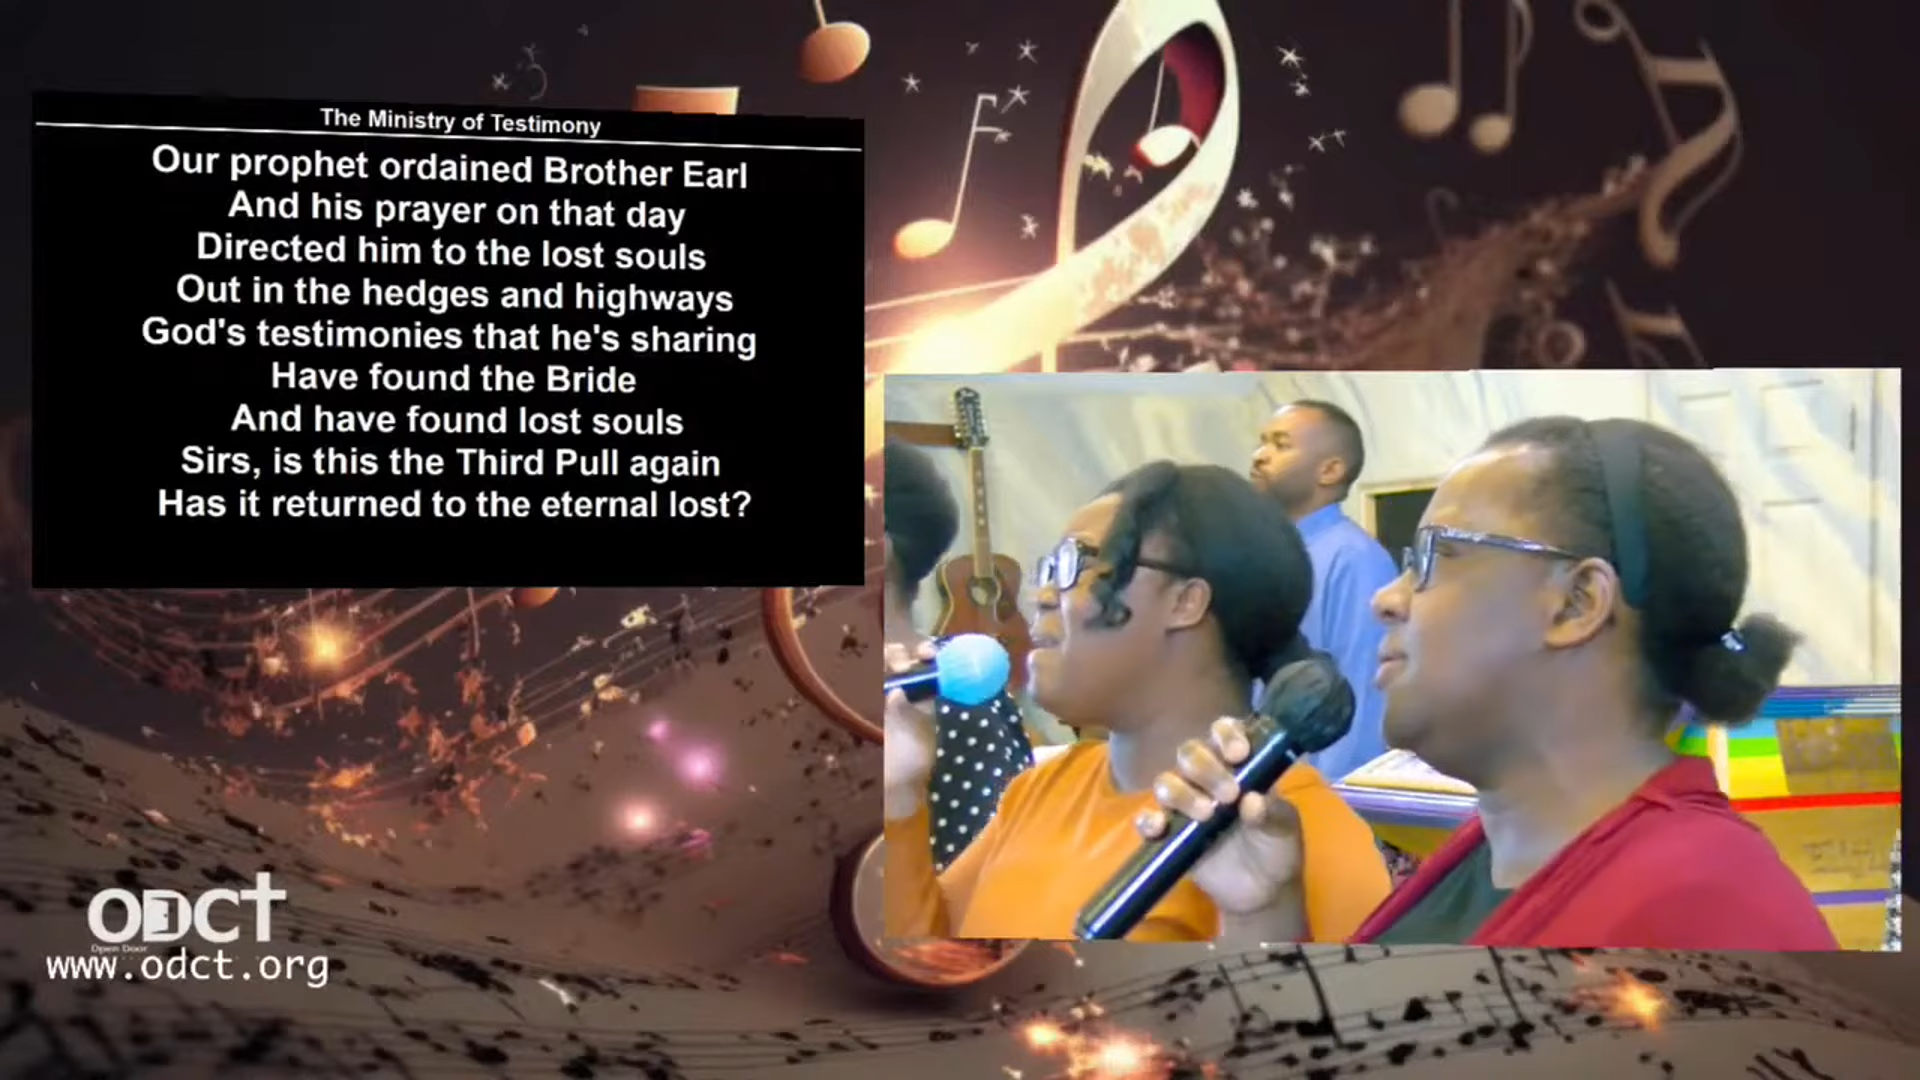 The Ministry of Testimony
Our prophet ordained Brother Earl
And his prayer on that day
Directed him to the lost souls
Out in the hedges and highways
God's testimonies that he's sharing
Have found the Bride
And have found lost souls
Sirs, is this the Third Pull again
Has it returned to the eternal lost?
ODCT
Open Door
www.odct.org